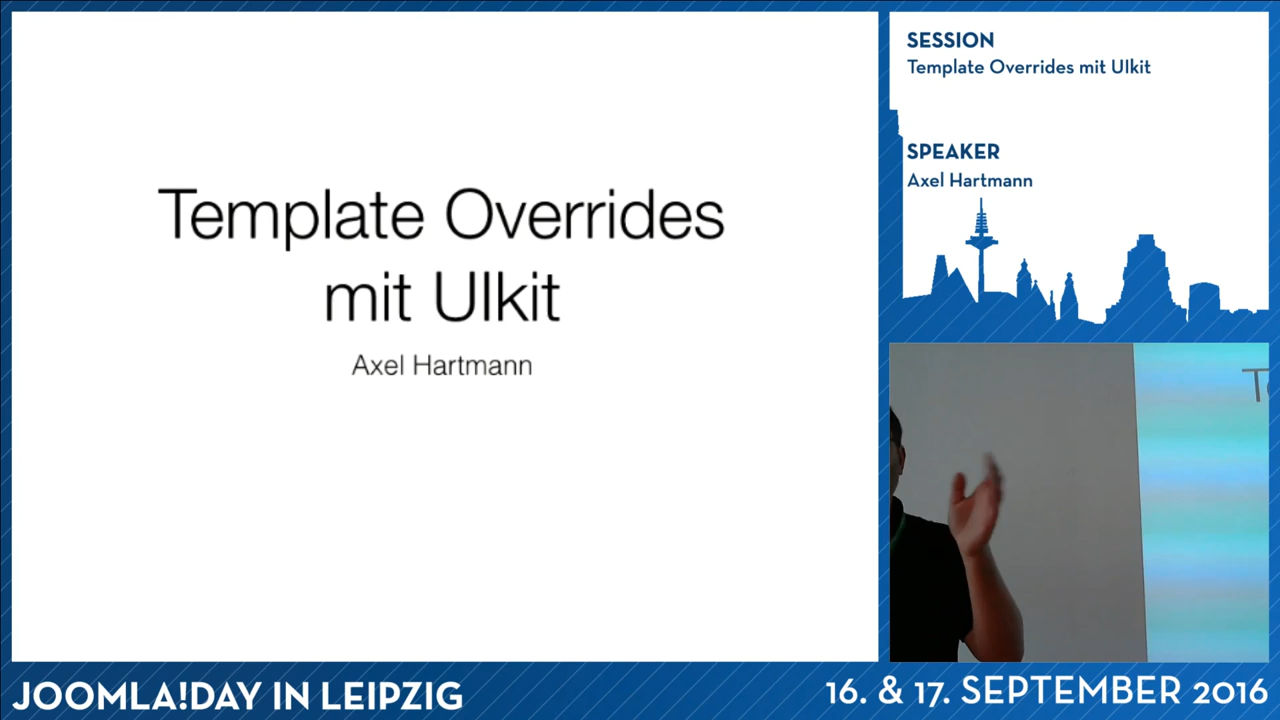 Template Overrides
mit UIkit
Axel Hartmann
SESSION
Template Overrides mit UIkit
SPEAKER
Axel Hartmann
JOOMLA!DAY IN LEIPZIG
16. & 17. SEPTEMBER 2016